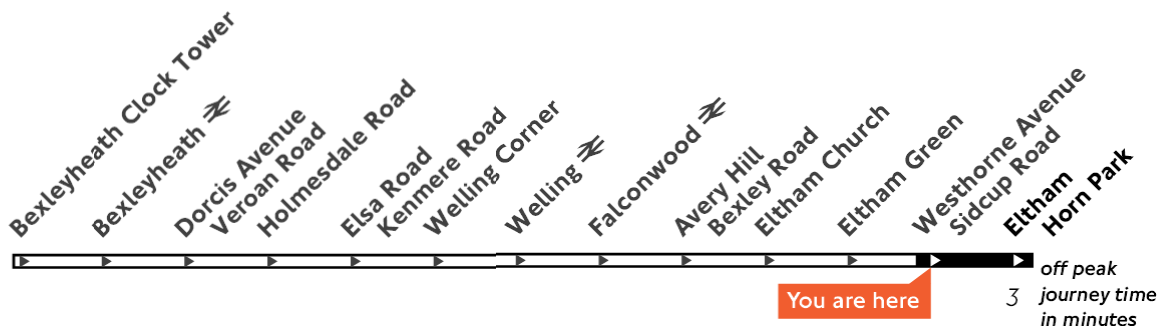 Bexleyheath Clock Tower
Bexleyheath
Dorcis Avenue
Veroan Road
Holmesdale Road
Elsa Road
Kenmere Road
Welling Corner
Welling
Falconwood
Avery Hill
Bexley Road
Eltham Church
Eltham Green
Westhorne Avenue
Sidcup Road
Eltham
Horn Park
You are here
3
off peak
journey time
in minutes